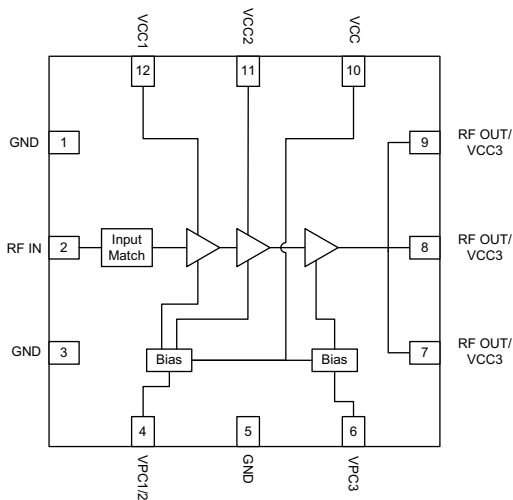 VCC1
VCC2
VCC
12
11
10
GND
1
9
RF OUT/
VCC3
RF IN
2
Input
Match
8
RF OUT/
VCC3
GND
3
Bias
Bias
7
RF OUT/
VCC3
4
5
6
VPC1/2
GND
VPC3